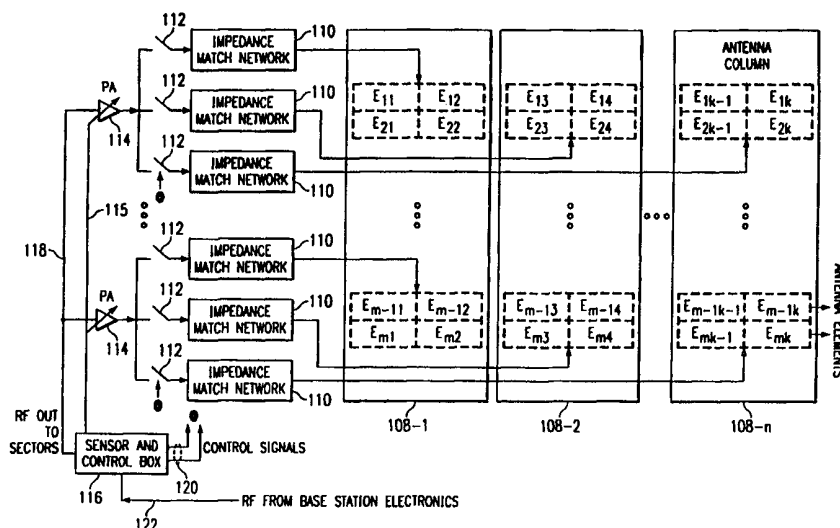 112
IMPEDANCE
MATCH NETWORK
110
ANTENNA
COLUMN
PA
114
112
IMPEDANCE
MATCH NETWORK
110
E11 E12
E21 E22
E13 E14
E23 E24
E1k-1 E1k
E2k-1 E2k
112
IMPEDANCE
MATCH NETWORK
110
118
115
112
IMPEDANCE
MATCH NETWORK
110
PA
114
112
IMPEDANCE
MATCH NETWORK
110
Em-11 Em-12
Em1 Em2
Em-13 Em-14
Em3 Em4
Em-1k-1 Em-1k
Emk-1 Emk
ANTENNA ELEMENTS
112
IMPEDANCE
MATCH NETWORK
110
RF OUT
TO
SECTORS
SENSOR AND
CONTROL BOX
116
120
CONTROL SIGNALS
108-1
108-2
108-n
122
RF FROM BASE STATION ELECTRONICS